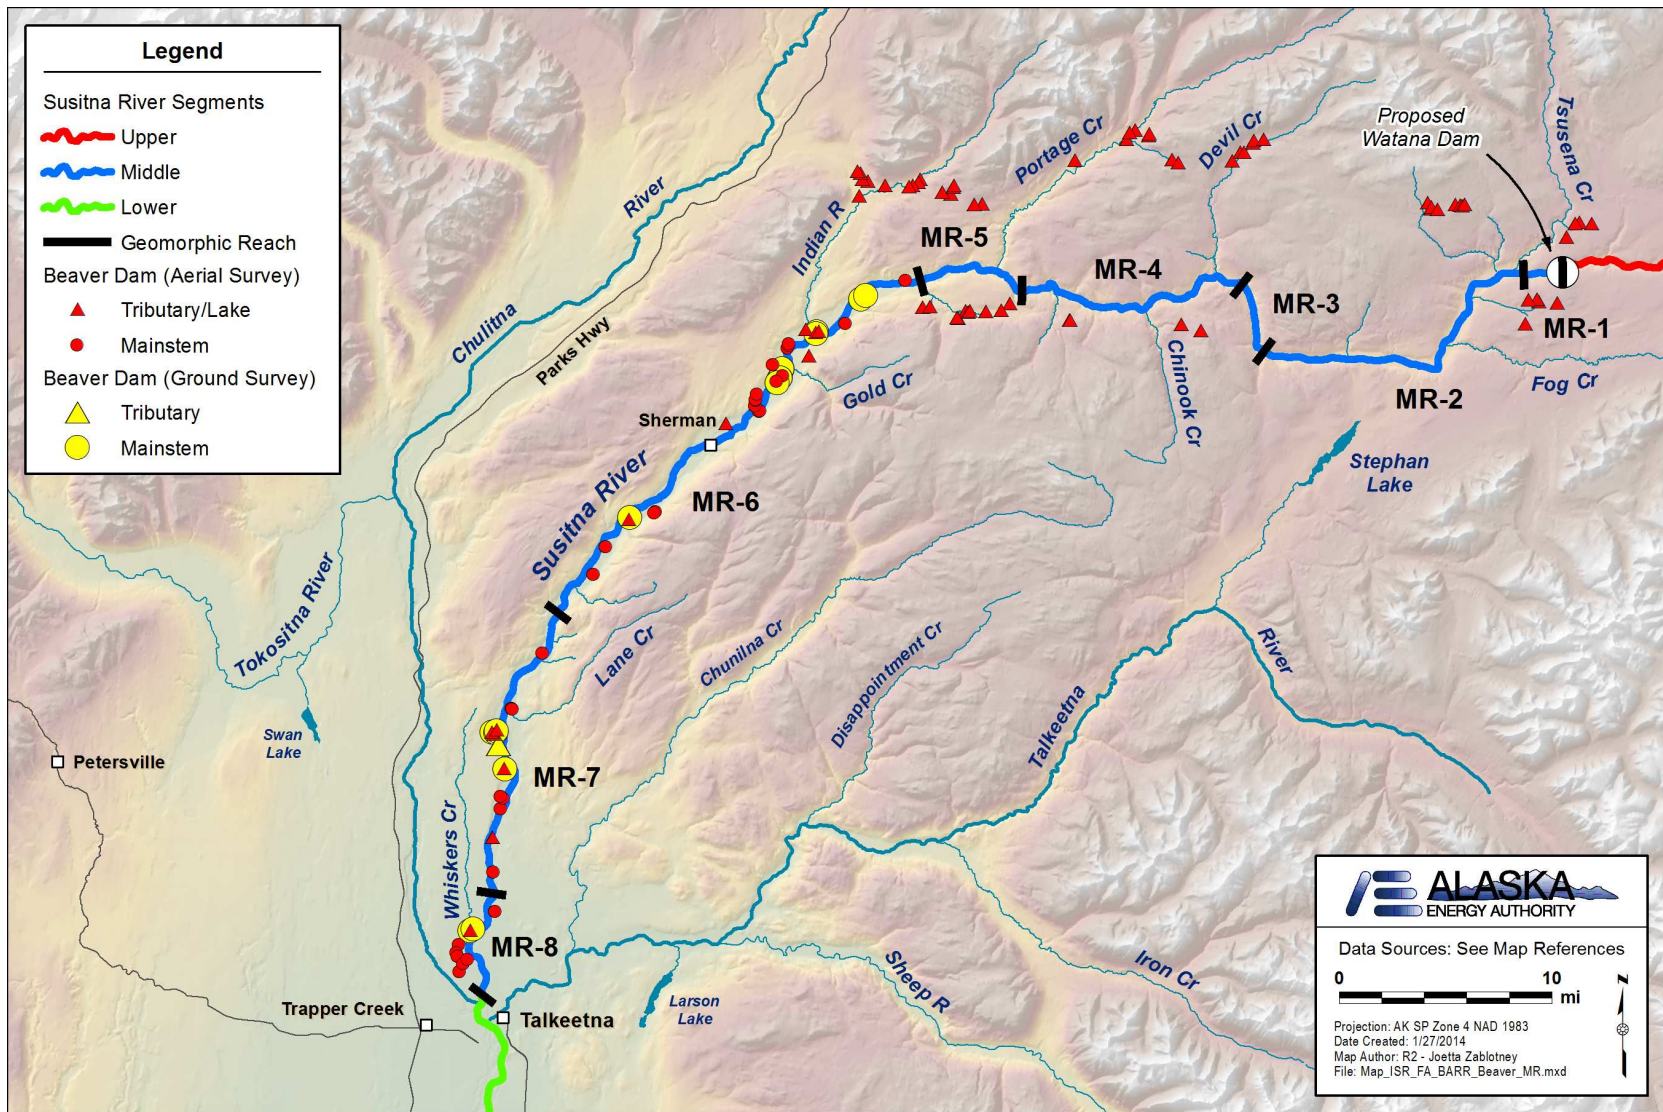 Legend
Susitna River Segments
Upper
Middle
Lower
Geomorphic Reach
Beaver Dam (Aerial Survey)
Tributary/Lake
Mainstem
Beaver Dam (Ground Survey)
Tributary
Mainstem
Chulitna
River
Parks Hwy
Indian R
Portage Cr
Devil Cr
Proposed
Watana Dam
Tsusena Cr
MR-5
MR-4
MR-3
MR-1
MR-2
Fog Cr
Chinook Cr
Gold Cr
Sherman
Stephan
Lake
Susitna River
MR-6
Tokositna River
Lane Cr
Chunilna Cr
Disappointment Cr
Talkeetna
River
Swan
Lake
Petersville
MR-7
Whiskers Cr
MR-8
Sheep R
Iron Cr
Larson
Lake
Trapper Creek
Talkeetna
ALASKA
ENERGY AUTHORITY
Data Sources: See Map References
0 10
mi
N
Projection: AK SP Zone 4 NAD 1983
Date Created: 1/27/2014
Map Author: R2 - Joetta Zablotney
File: Map_ISR_FA_BARR_Beaver_MR.mxd